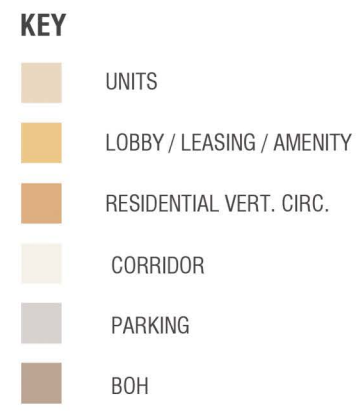 KEY
UNITS
LOBBY / LEASING / AMENITY
RESIDENTIAL VERT. CIRC.
CORRIDOR
PARKING
BOH